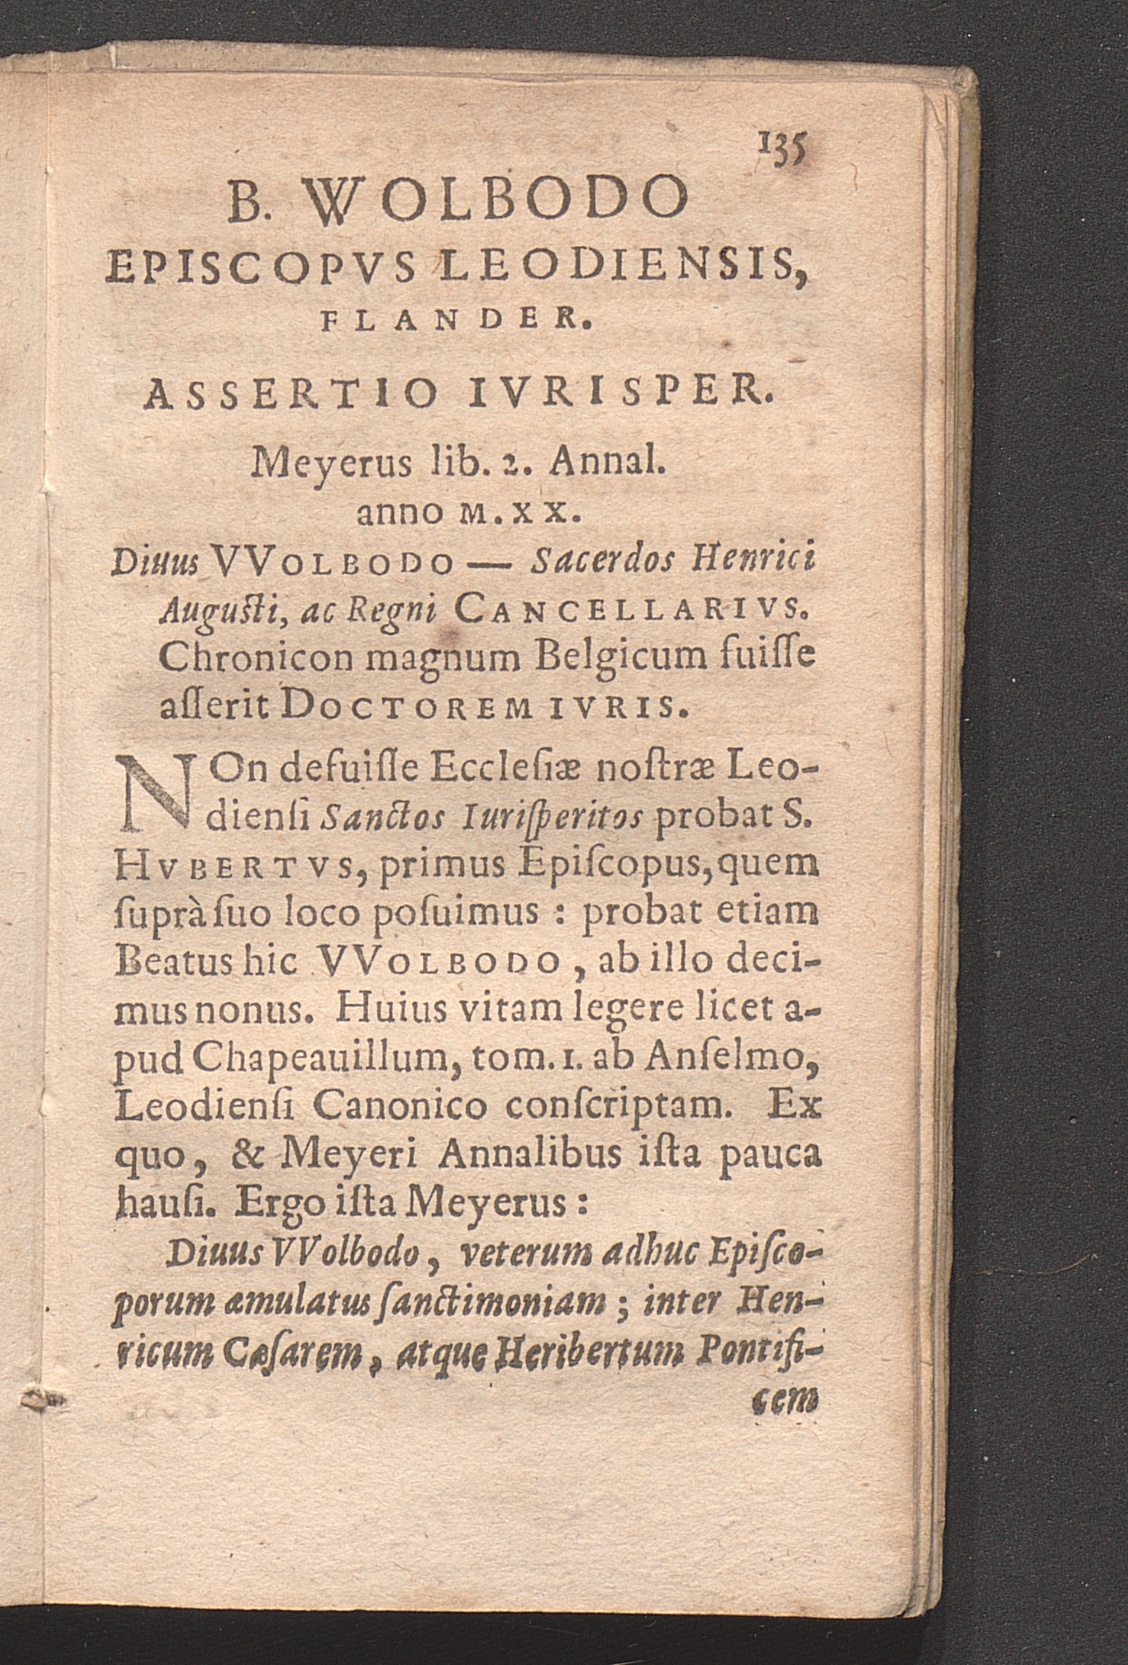 135
B. WOLBODO
EPISCOPVS LEODIENSIS,
FLANDER.
ASSERTIO IVRISPER.
Meyerus lib. 2. Annal.
anno M. XX.
Diuus VVOLBODO — Sacerdos Henrici
Augusti, ac Regni CANCELLARIVS.
Chronicon magnum Belgicum fuiſſe
aſſerit DOCTOREM IVRIS.
NOn defuiſſe Eccleſiæ noſtræ Leo-
dienſi Sanctos Iuriſperitos probat S.
HVBERTVS, primus Epiſcopus, quem
ſuprà ſuo loco poſuimus : probat etiam
Beatus hic VVOLBODO, ab illo deci-
mus nonus. Huius vitam legere licet a-
pud Chapeauillum, tom. 1. ab Anſelmo,
Leodienſi Canonico conſcriptam. Ex
quo, & Meyeri Annalibus iſta pauca
hauſi. Ergo iſta Meyerus :
Diuus VVolbodo, veterum adhuc Epiſco-
porum æmulatus ſanctimoniam ; inter Hen-
ricum Cæſarem, atque Heribertum Pontifi-
cem